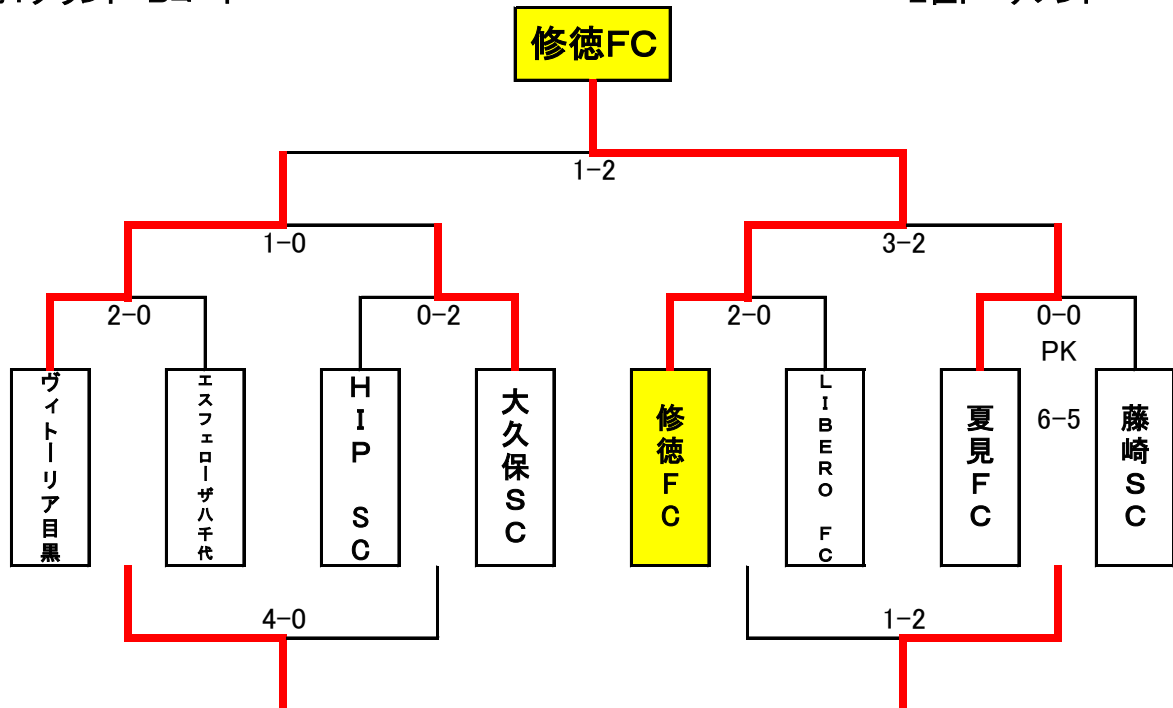 修徳FC
1-2
1-0
3-2
2-0
0-2
2-0
0-0
PK
6-5
ヴィトーリア目黒
エスフェローザ八千代
HIP SC
大久保SC
修徳FC
LIBERO FC
夏見FC
藤崎SC
4-0
1-2